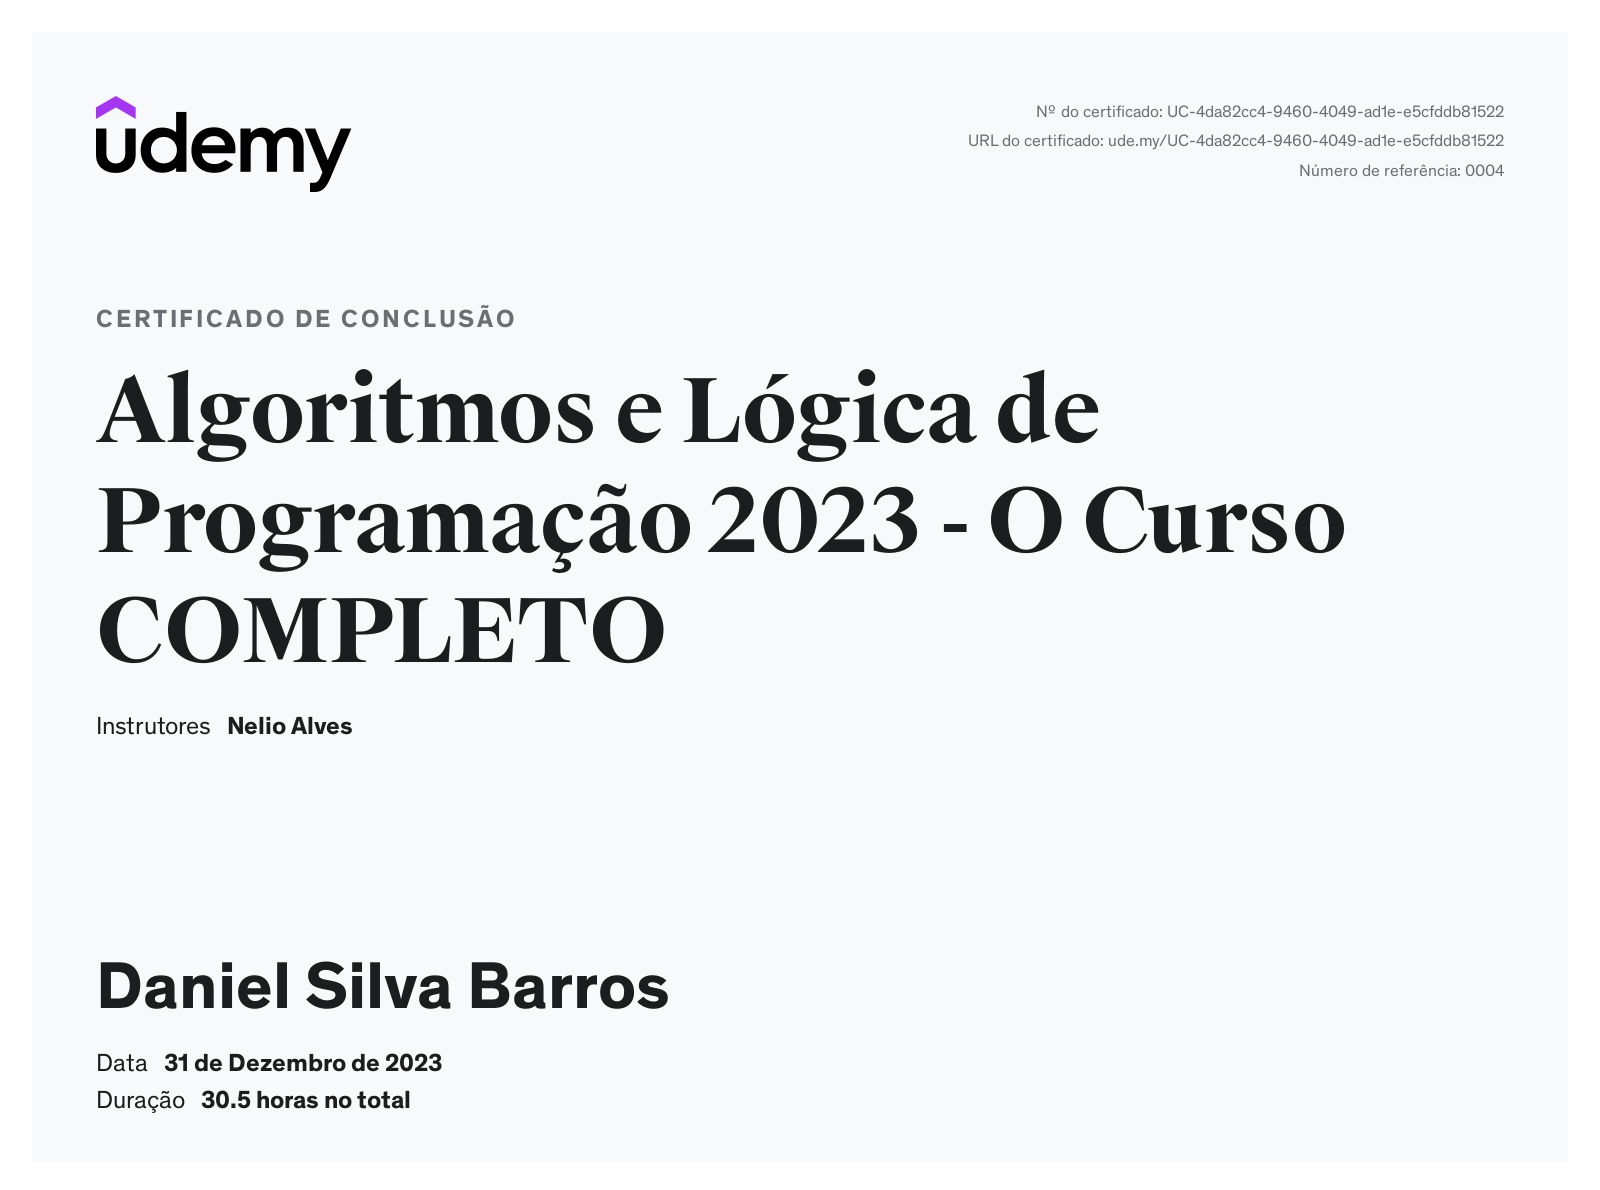 udemy
Nº do certificado: UC-4da82cc4-9460-4049-ad1e-e5cfddb81522
URL do certificado: ude.my/UC-4da82cc4-9460-4049-ad1e-e5cfddb81522
Número de referência: 0004
CERTIFICADO DE CONCLUSÃO
Algoritmos e Lógica de
Programação 2023 - O Curso
COMPLETO
Instrutores Nelio Alves
Daniel Silva Barros
Data 31 de Dezembro de 2023
Duração 30.5 horas no total